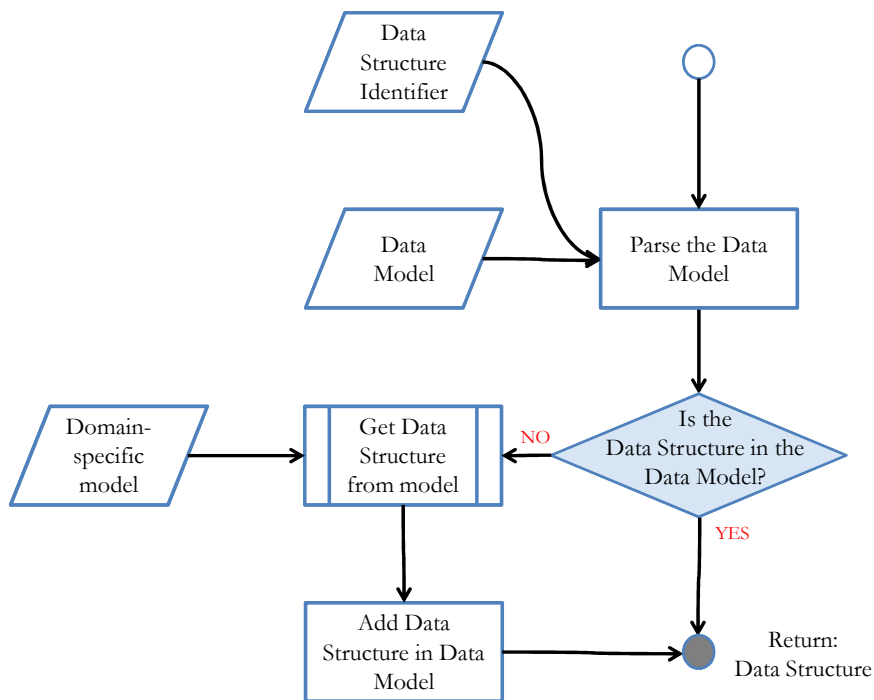 Data
Structure
Identifier
Data
Model
Parse the Data
Model
Domain-
specific
model
Get Data
Structure
from model
NO
Is the
Data Structure in the
Data Model?
YES
Add Data
Structure in Data
Model
Return:
Data Structure